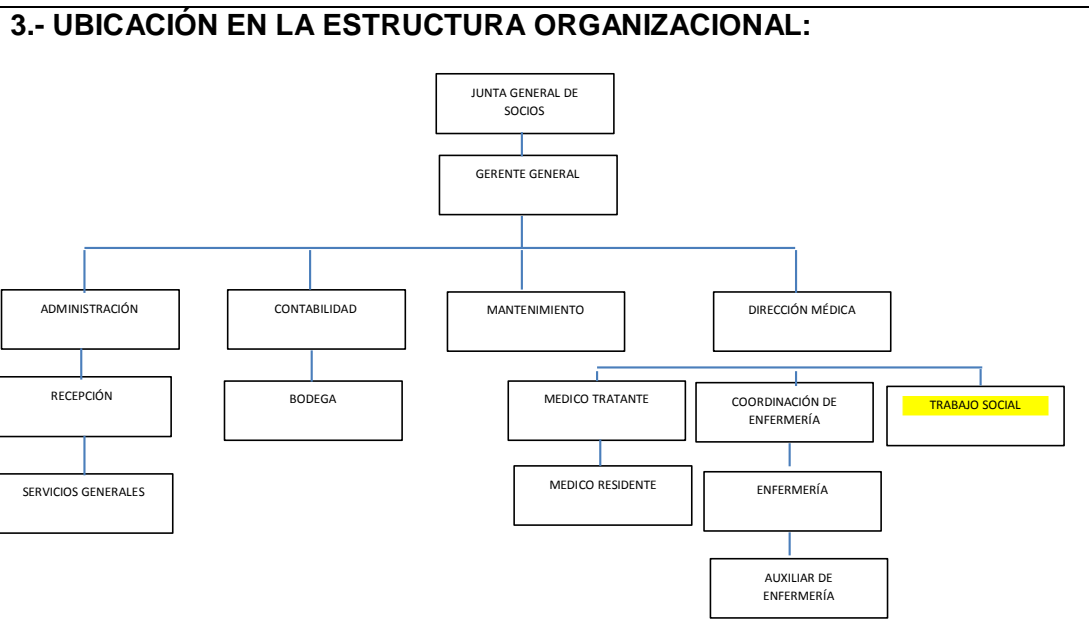 3.- UBICACIÓN EN LA ESTRUCTURA ORGANIZACIONAL:
JUNTA GENERAL DE
SOCIOS
GERENTE GENERAL
ADMINISTRACIÓN
CONTABILIDAD
MANTENIMIENTO
DIRECCIÓN MÉDICA
RECEPCIÓN
BODEGA
MEDICO TRATANTE
COORDINACIÓN DE
ENFERMERÍA
TRABAJO SOCIAL
SERVICIOS GENERALES
MEDICO RESIDENTE
ENFERMERÍA
AUXILIAR DE
ENFERMERÍA